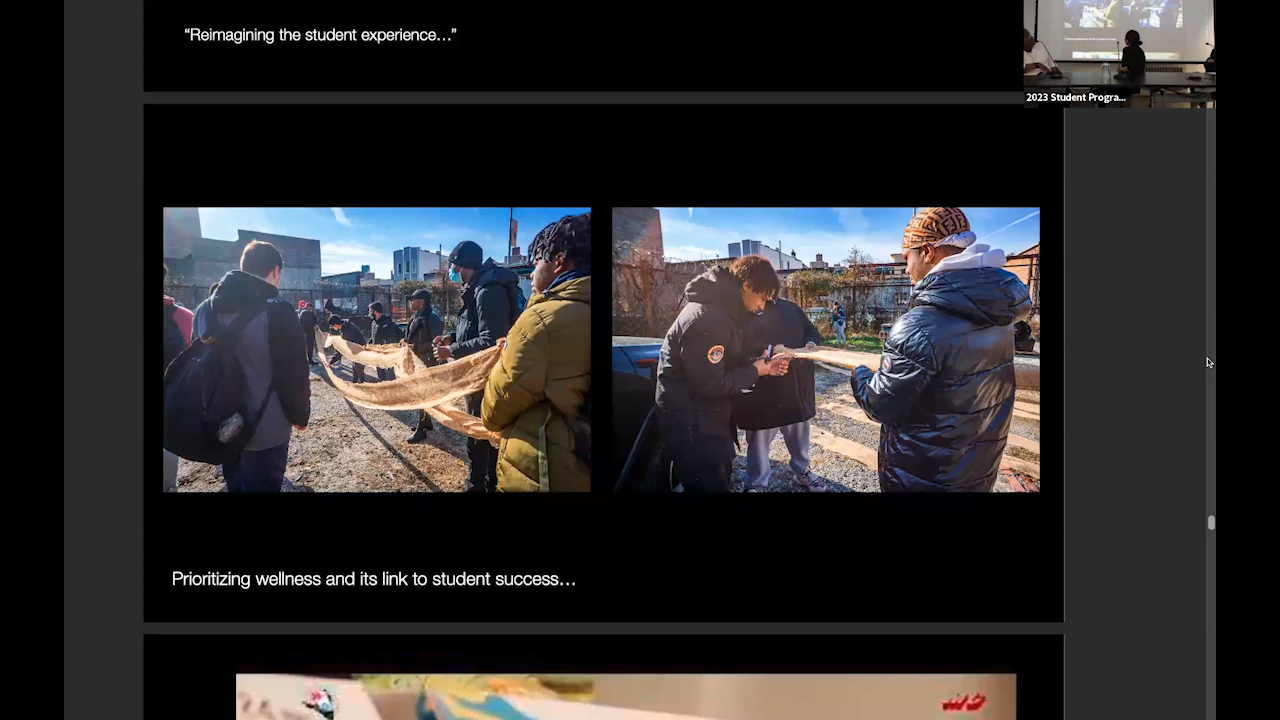 “Reimagining the student experience…”
2023 Student Progra...
Prioritizing wellness and its link to student success…